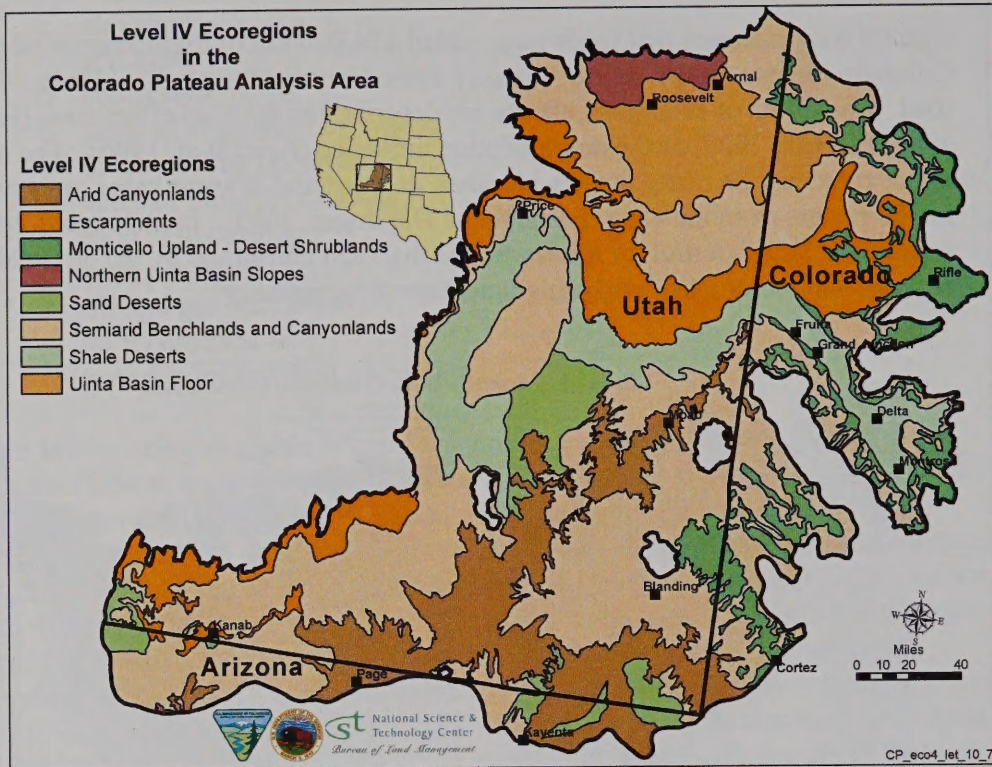 Level IV Ecoregions
in the
Colorado Plateau Analysis Area
Level IV Ecoregions
Arid Canyonlands
Escarpments
Monticello Upland - Desert Shrublands
Northern Uinta Basin Slopes
Sand Deserts
Semiarid Benchlands and Canyonlands
Shale Deserts
Uinta Basin Floor
Vernal
Roosevelt
Price
Utah
Colorado
Rifle
Fruita
Grand Junction
Delta
Montros
Moab
Blanding
Cortez
Kanab
Arizona
Page
Kayenta
N
W
E
S
Miles
0 10 20 40
National Science &
Technology Center
Bureau of Land Management
CP_eco4_let_10_7